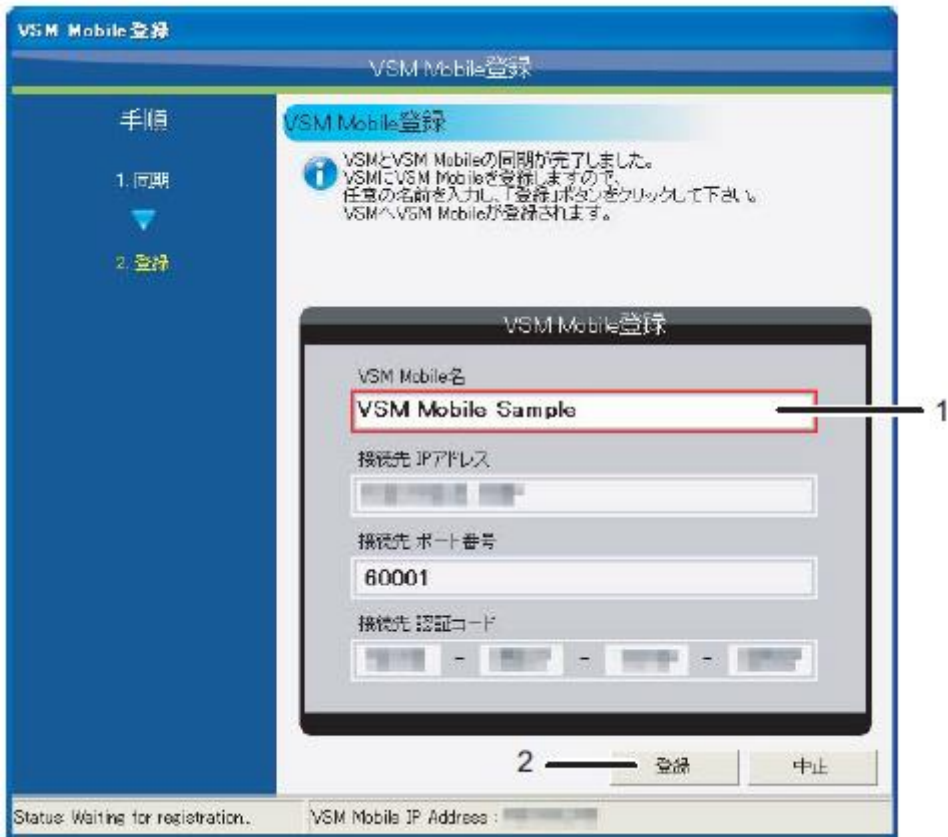 VSM Mobile登録
VSM Mobile登録
手順
1. 同期
2. 登録
VSM Mobile登録
VSMとVSM Mobileの同期が完了しました。
VSMにVSM Mobileを登録しますので、
任意の名前を入力し、「登録」ボタンをクリックして下さい。
VSMへVSM Mobileが登録されます。
VSM Mobile登録
VSM Mobile名
VSM Mobile Sample
1
接続先 IPアドレス
接続先 ポート番号
60001
接続先 認証コード
- - -
2
登録
中止
Status: Waiting for registration..
VSM Mobile IP Address :